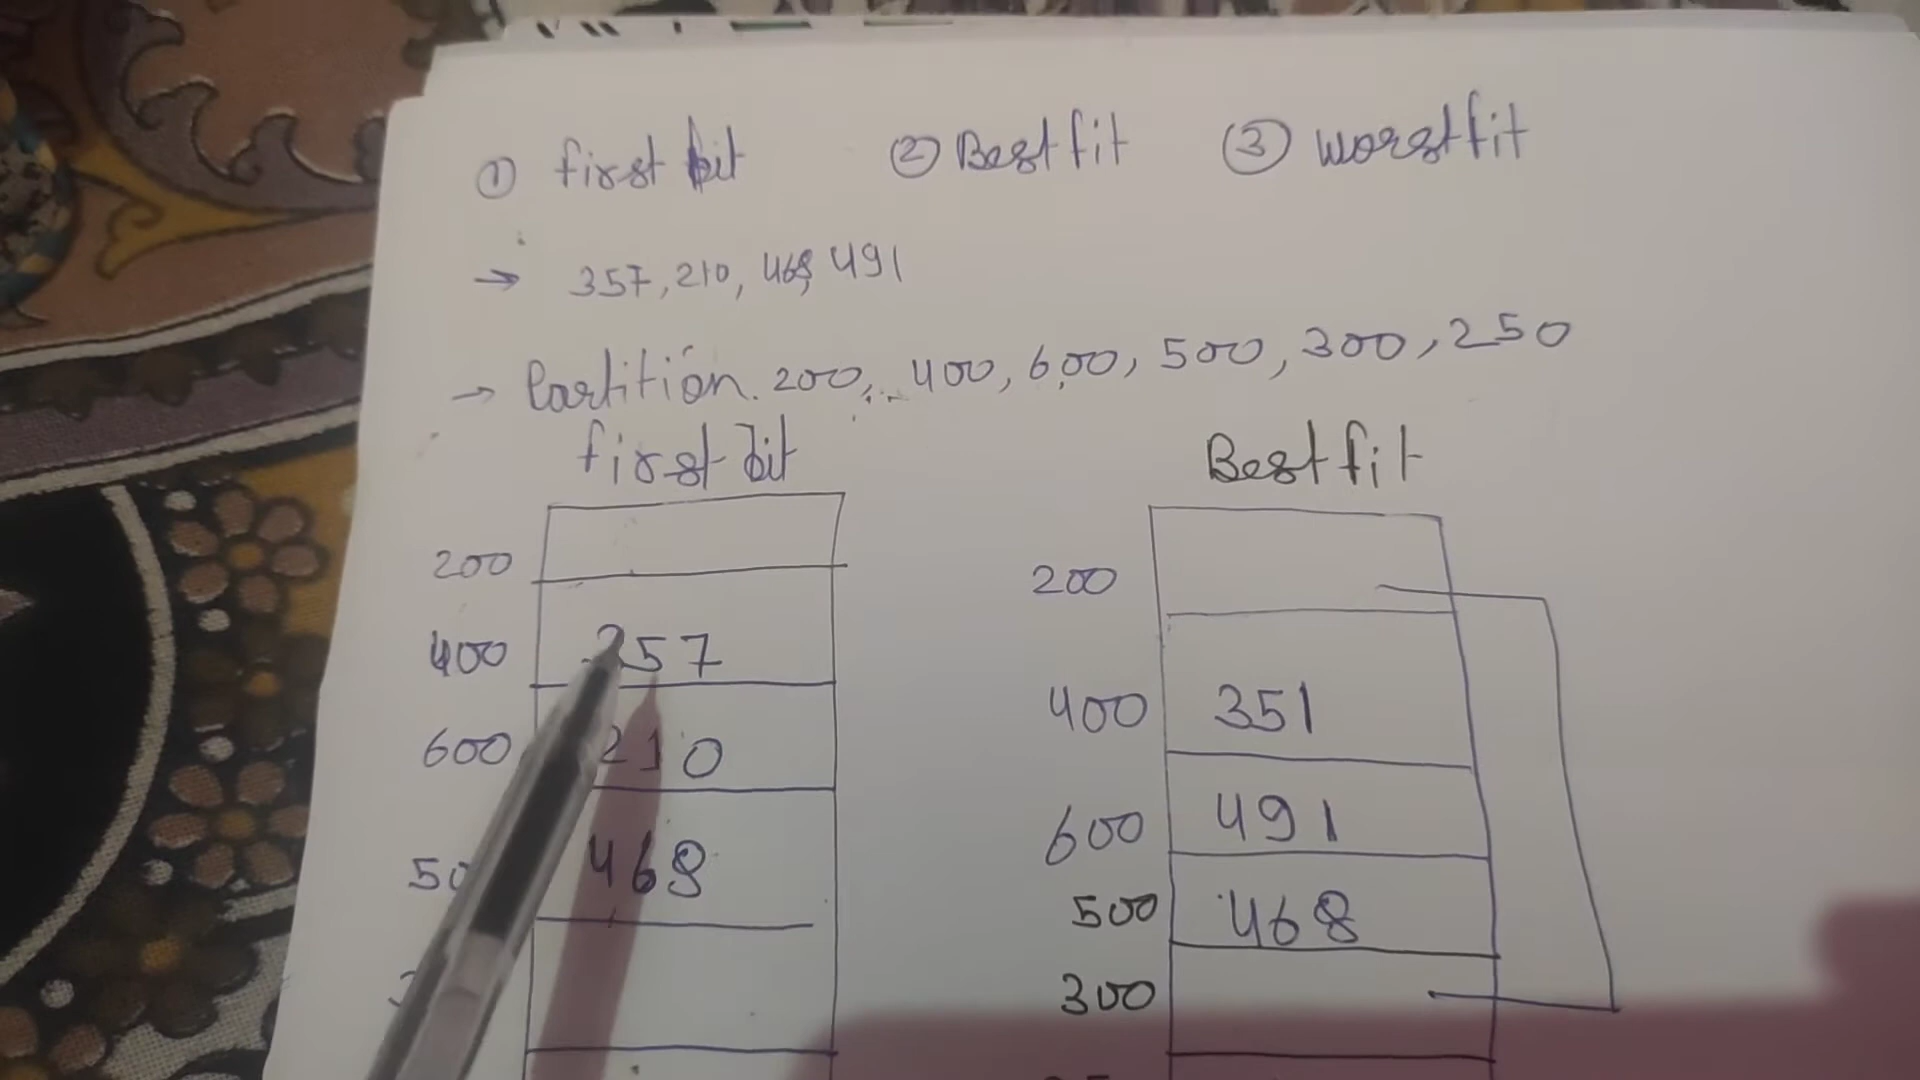 ① first fit ② Best fit ③ worst fit
→ 357, 210, 468, 491
→ Partition. 200, 400, 600, 500, 300, 250
first fit Best fit
200 200
400 357 400 351
600 210 600 491
468 500 468
300